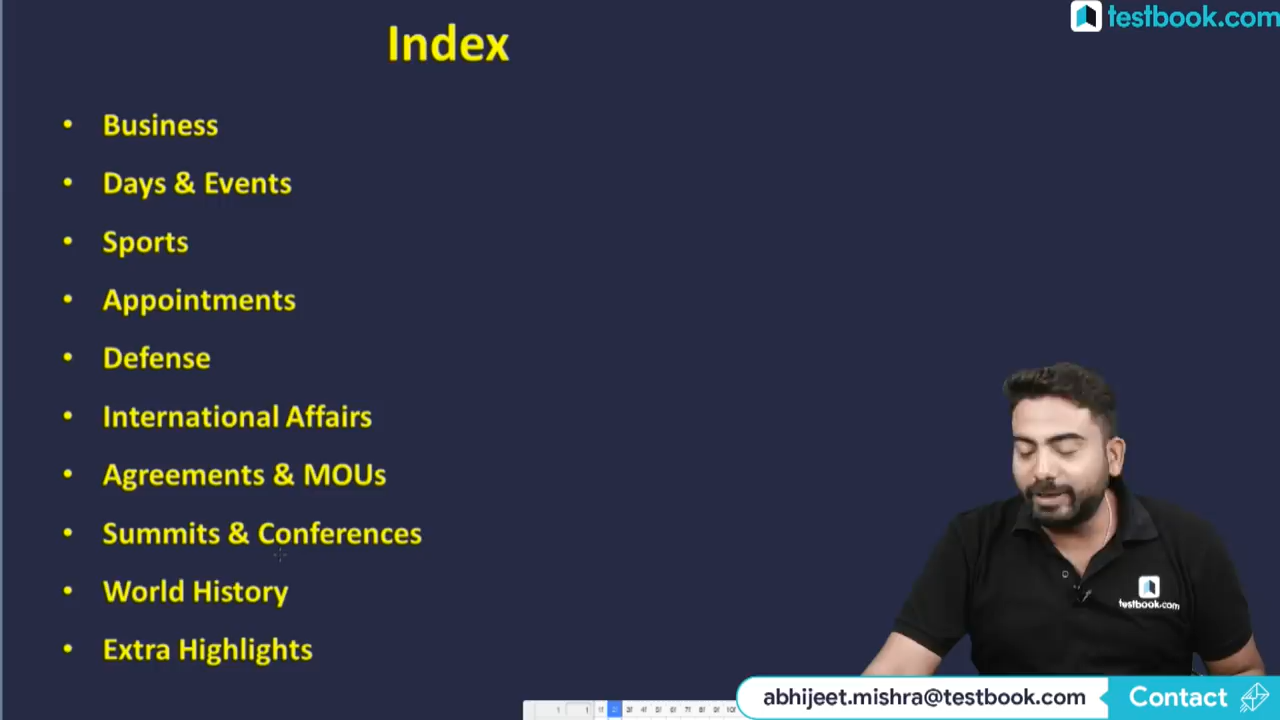 testbook.com
Index
• Business
• Days & Events
• Sports
• Appointments
• Defense
• International Affairs
• Agreements & MOUs
• Summits & Conferences
• World History
• Extra Highlights
testbook.com
abhijeet.mishra@testbook.com Contact